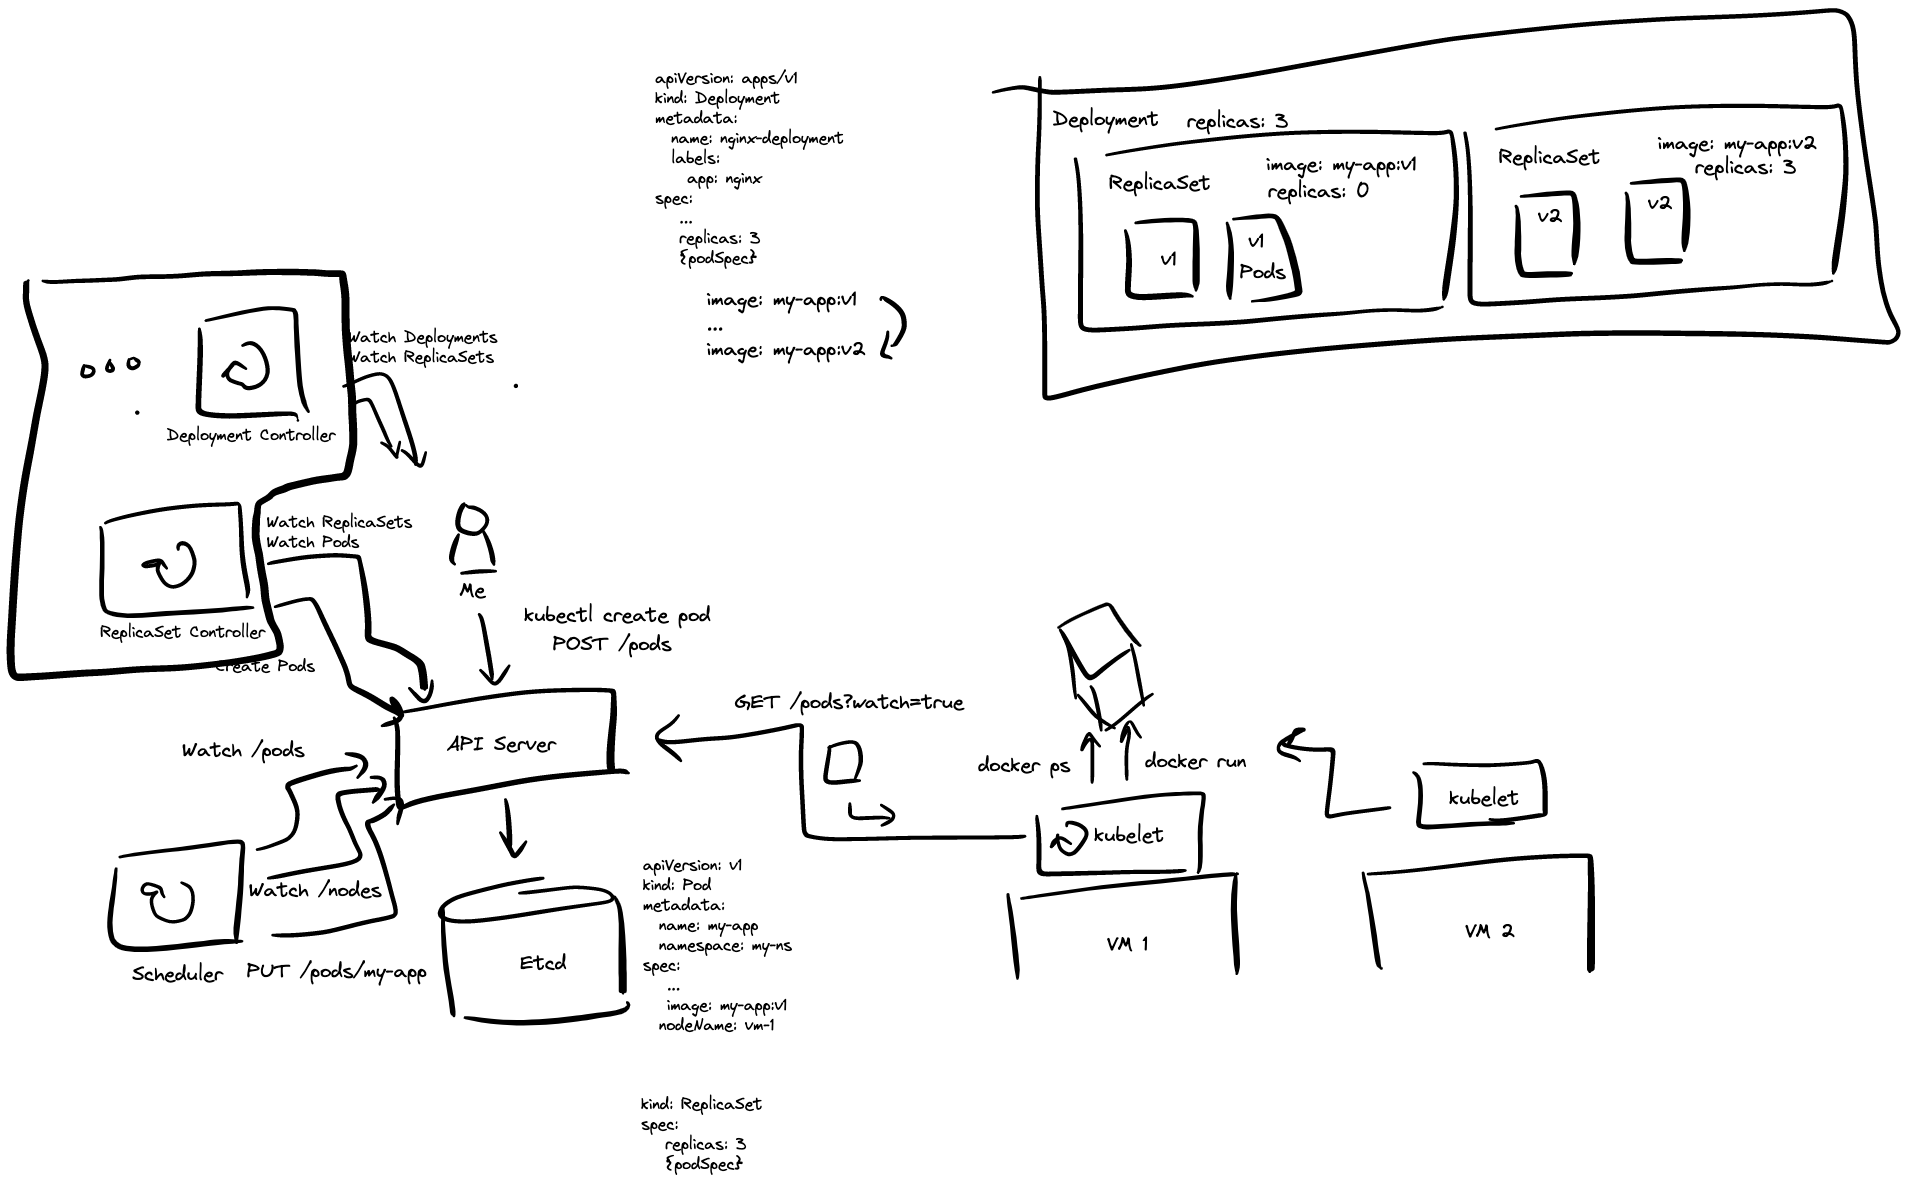 apiVersion: apps/v1
kind: Deployment
metadata:
name: nginx-deployment
labels:
app: nginx
spec:
...
replicas: 3
{podSpec}
image: my-app:v1
...
image: my-app:v2
Deployment replicas: 3
ReplicaSet
image: my-app:v1
replicas: 0
v1
v1
Pods
ReplicaSet
image: my-app:v2
replicas: 3
v2
v2
Watch Deployments
Watch ReplicaSets
Deployment Controller
Watch ReplicaSets
Watch Pods
ReplicaSet Controller
Create Pods
Me
kubectl create pod
POST /pods
API Server
Watch /pods
Watch /nodes
Scheduler
PUT /pods/my-app
Etcd
GET /pods?watch=true
docker ps
docker run
kubelet
VM 1
kubelet
VM 2
apiVersion: v1
kind: Pod
metadata:
name: my-app
namespace: my-ns
spec:
...
image: my-app:v1
nodeName: vm-1
kind: ReplicaSet
spec:
replicas: 3
{podSpec}